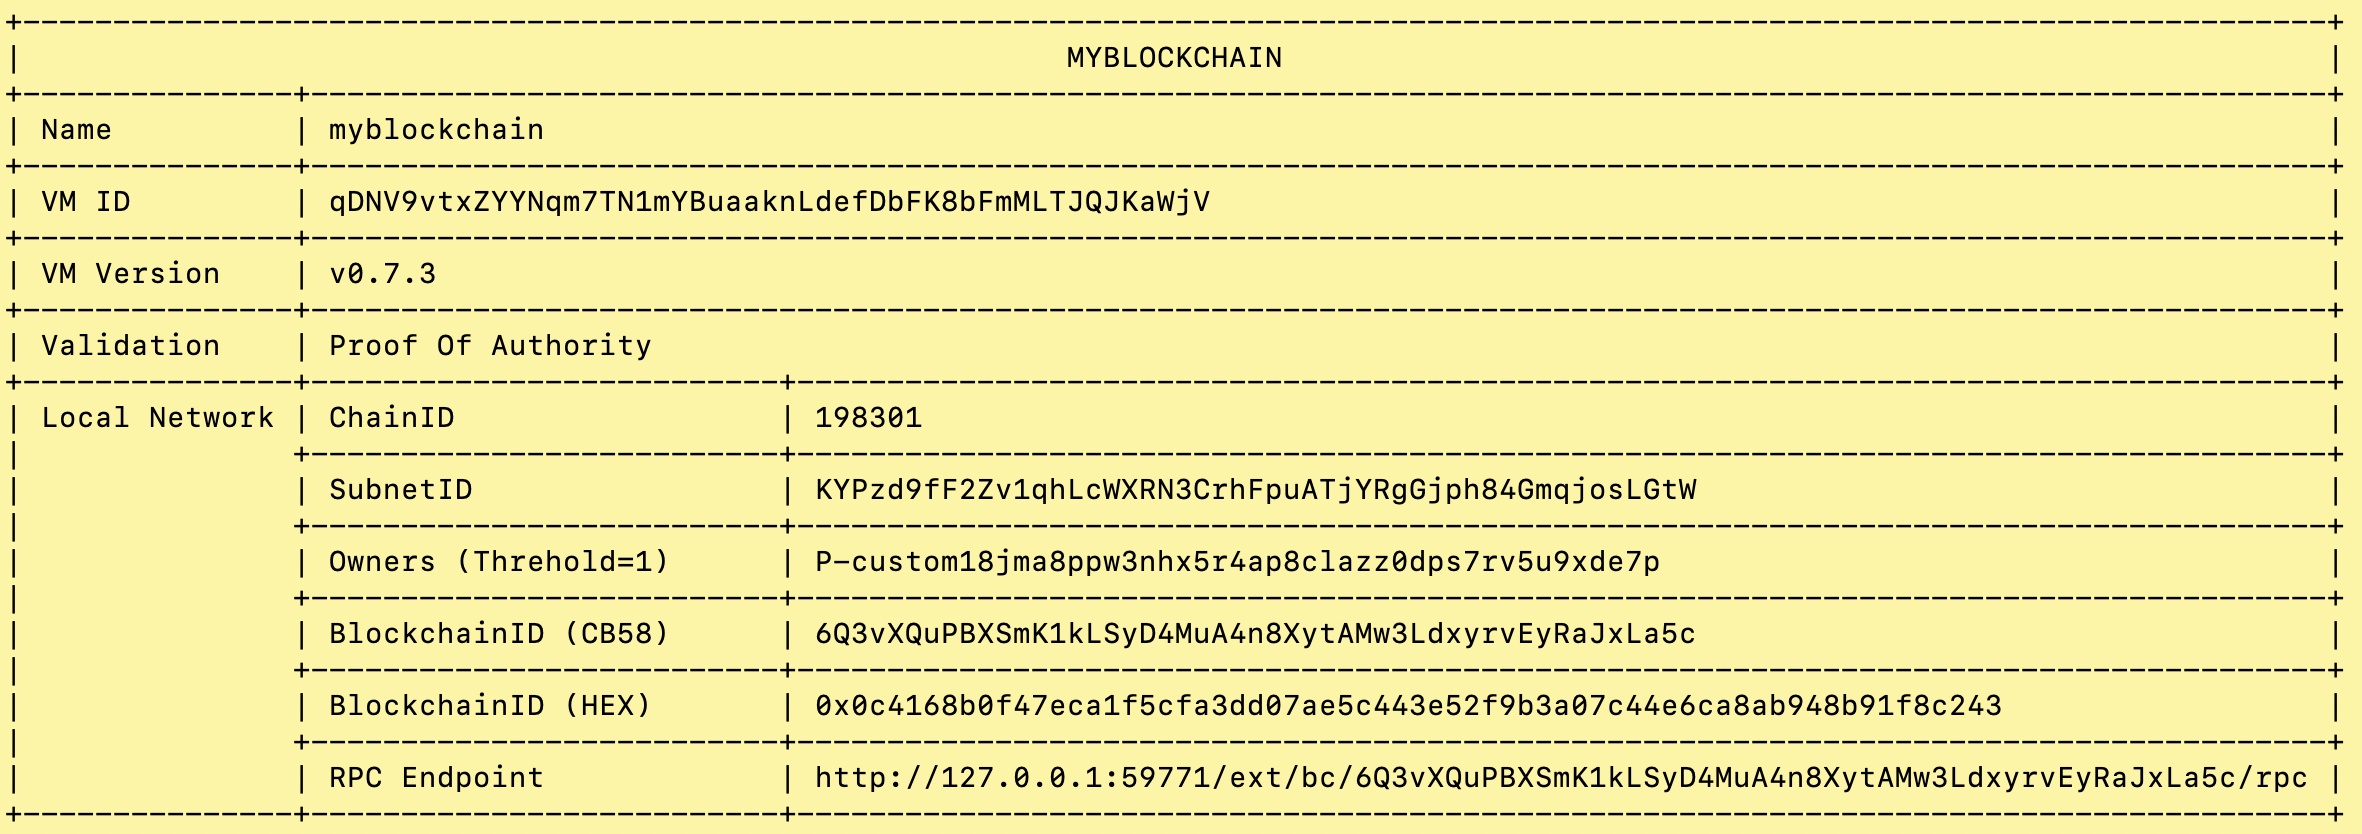 MYBLOCKCHAIN
Name | myblockchain
VM ID | qDNV9vtxZYYNqm7TN1mYBuaaknLdefDbFK8bFmMLTJQJKaWjV
VM Version | v0.7.3
Validation | Proof Of Authority
Local Network | ChainID | 198301
SubnetID | KYPzd9fF2Zv1qhLcWXRN3CrhFpuATjYRgGjph84GmqjosLGtW
Owners (Threhold=1) | P-custom18jma8ppw3nhx5r4ap8clazz0dps7rv5u9xde7p
BlockchainID (CB58) | 6Q3vXQuPBXSmK1kLSyD4MuA4n8XytAMw3LdxyrvEyRaJxLa5c
BlockchainID (HEX) | 0x0c4168b0f47eca1f5cfa3dd07ae5c443e52f9b3a07c44e6ca8ab948b91f8c243
RPC Endpoint | http://127.0.0.1:59771/ext/bc/6Q3vXQuPBXSmK1kLSyD4MuA4n8XytAMw3LdxyrvEyRaJxLa5c/rpc